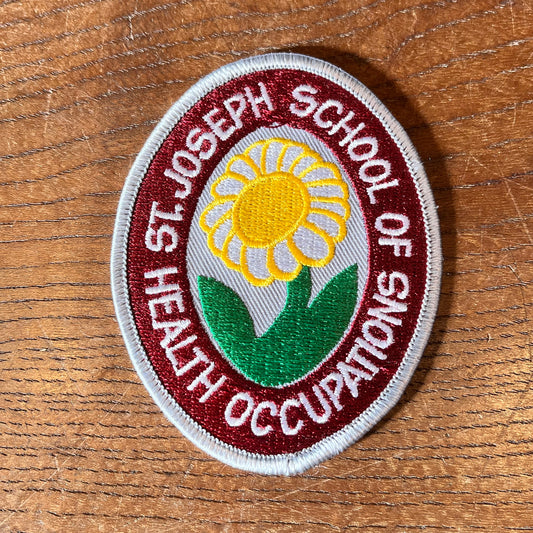 ST. JOSEPH SCHOOL OF
HEALTH OCCUPATIONS